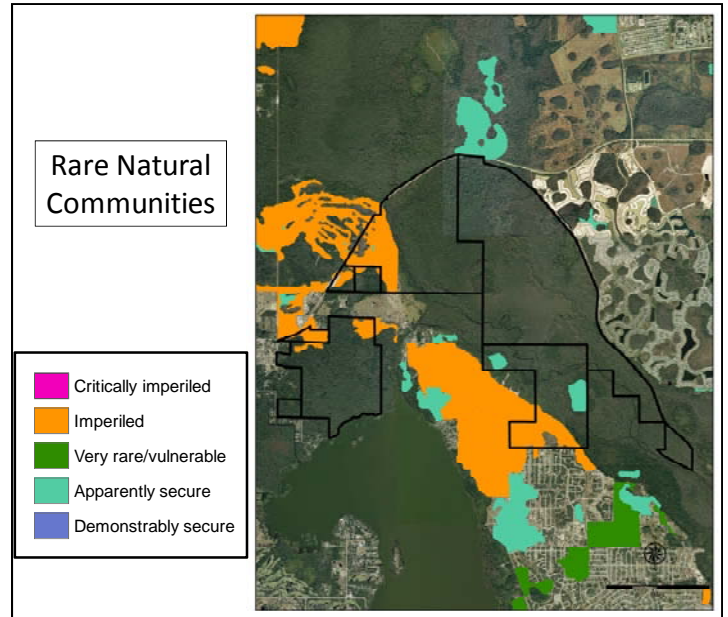 Rare Natural
Communities
Critically imperiled
Imperiled
Very rare/vulnerable
Apparently secure
Demonstrably secure